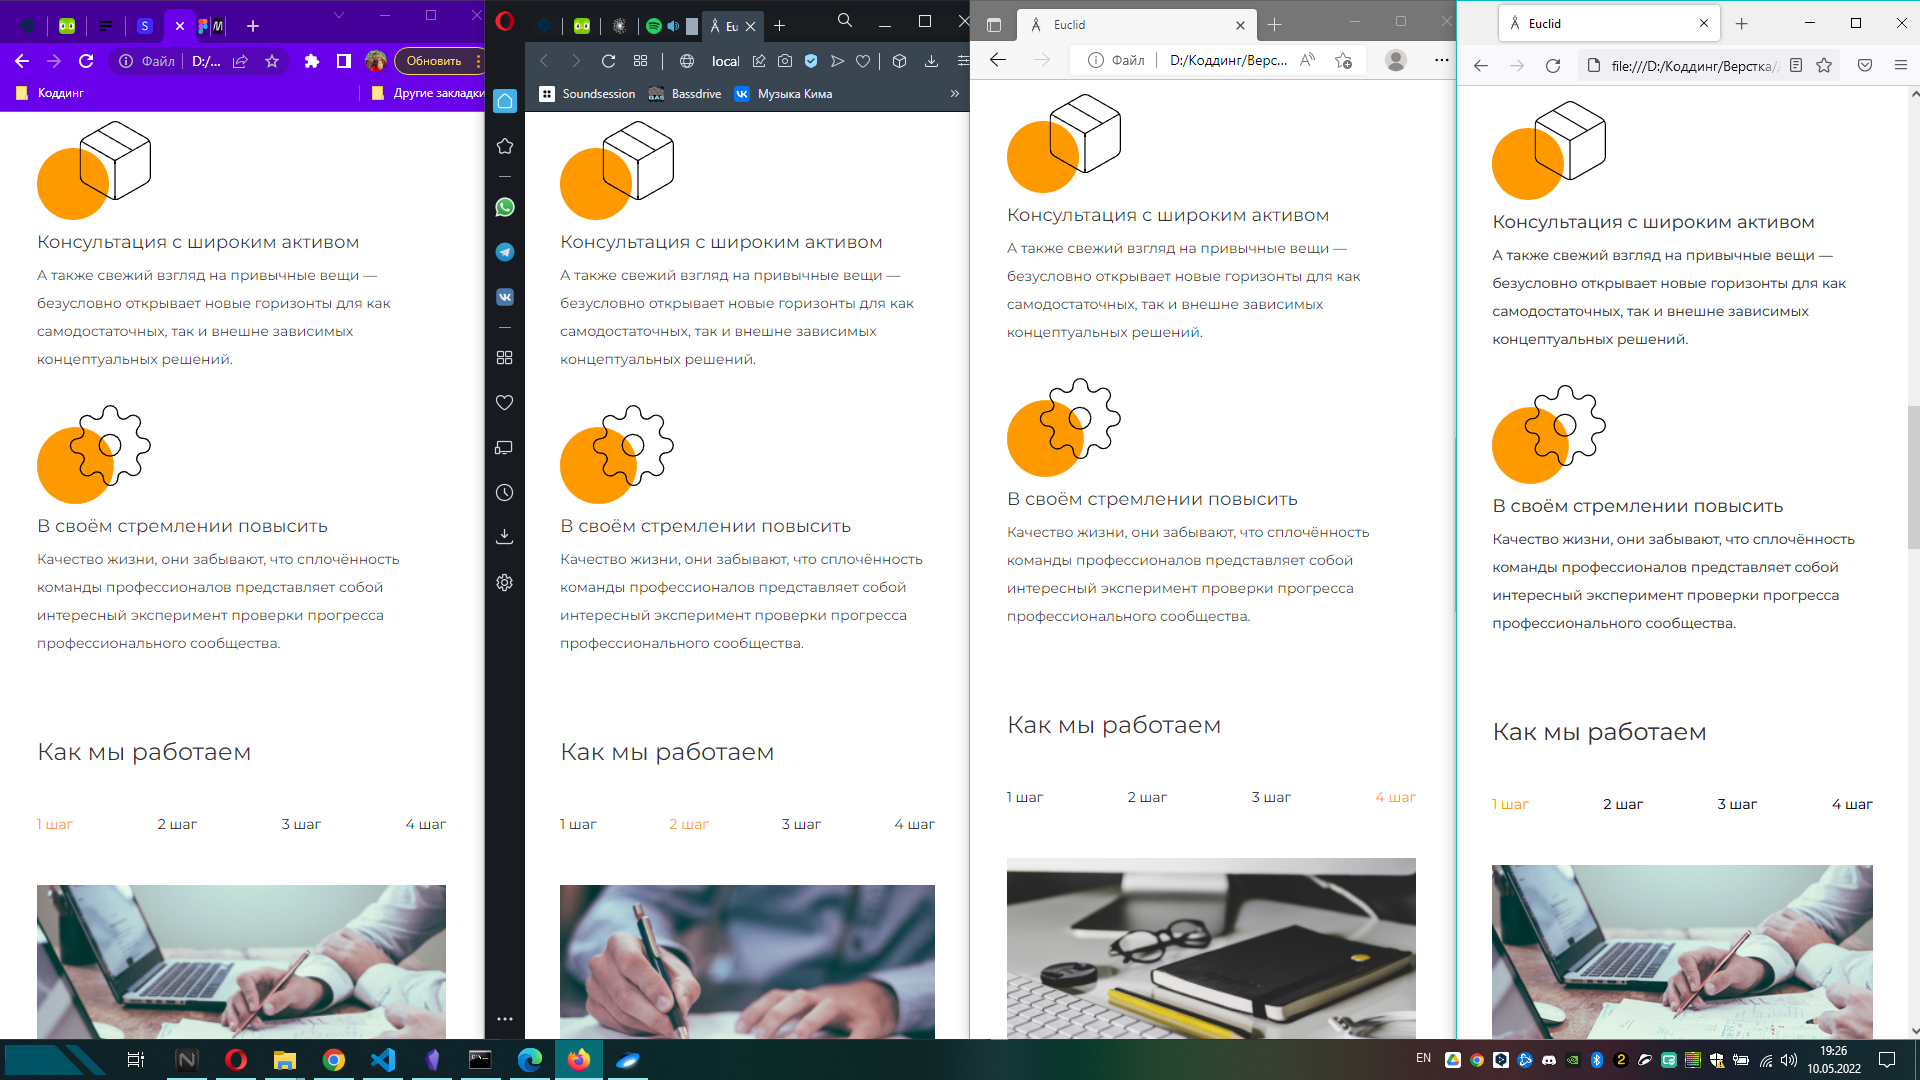 S
Файл
D:/...
Обновить
Коддинг
Другие закладки
Консультация с широким активом
А также свежий взгляд на привычные вещи —
безусловно открывает новые горизонты для как
самодостаточных, так и внешне зависимых
концептуальных решений.
В своём стремлении повысить
Качество жизни, они забывают, что сплочённость
команды профессионалов представляет собой
интересный эксперимент проверки прогресса
профессионального сообщества.
Как мы работаем
1 шаг
2 шаг
3 шаг
4 шаг
Eu
local
Soundsession
Bassdrive
Музыка Кима
Консультация с широким активом
А также свежий взгляд на привычные вещи —
безусловно открывает новые горизонты для как
самодостаточных, так и внешне зависимых
концептуальных решений.
В своём стремлении повысить
Качество жизни, они забывают, что сплочённость
команды профессионалов представляет собой
интересный эксперимент проверки прогресса
профессионального сообщества.
Как мы работаем
1 шаг
2 шаг
3 шаг
4 шаг
Euclid
Файл
D:/Коддинг/Верс...
Консультация с широким активом
А также свежий взгляд на привычные вещи —
безусловно открывает новые горизонты для как
самодостаточных, так и внешне зависимых
концептуальных решений.
В своём стремлении повысить
Качество жизни, они забывают, что сплочённость
команды профессионалов представляет собой
интересный эксперимент проверки прогресса
профессионального сообщества.
Как мы работаем
1 шаг
2 шаг
3 шаг
4 шаг
Euclid
file:///D:/Коддинг/Верстка/
Консультация с широким активом
А также свежий взгляд на привычные вещи —
безусловно открывает новые горизонты для как
самодостаточных, так и внешне зависимых
концептуальных решений.
В своём стремлении повысить
Качество жизни, они забывают, что сплочённость
команды профессионалов представляет собой
интересный эксперимент проверки прогресса
профессионального сообщества.
Как мы работаем
1 шаг
2 шаг
3 шаг
4 шаг
EN
2
19:26
10.05.2022